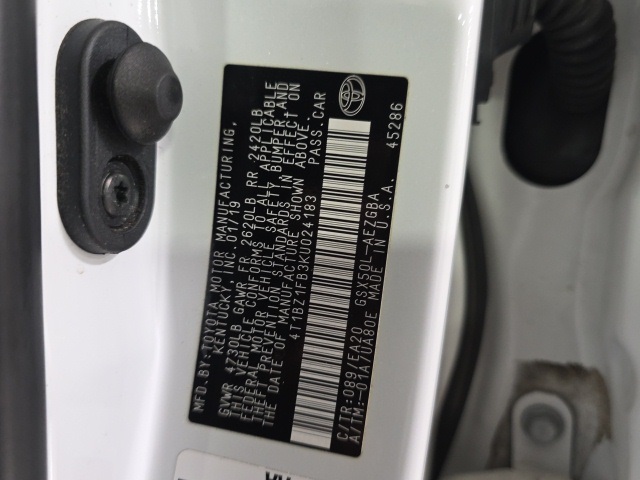 MFD.BY:TOYOTA MOTOR MANUFACTURING,
KENTUCKY, INC. 01/19
GVWR 4730LB GAWR FR 2620LB RR 2420LB
THIS VEHICLE CONFORMS TO ALL APPLICABLE
FEDERAL MOTOR VEHICLE SAFETY, BUMPER, AND
THEFT PREVENTION STANDARDS IN EFFECT ON
THE DATE OF MANUFACTURE SHOWN ABOVE.
4T1BZ1FB3KU024183 PASS.CAR
C/TR:089/EA20 GSX50L-AEZGBA
A/TM:-01A/UA80E MADE IN U.S.A. 45286